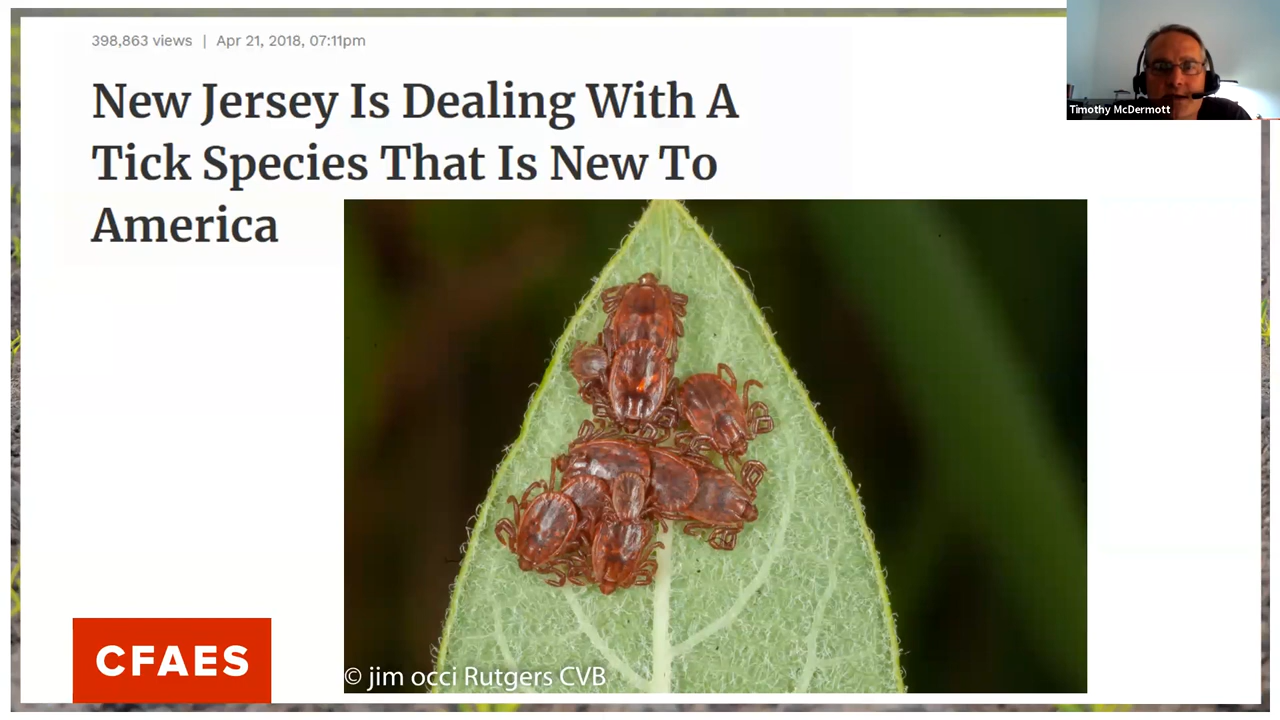 398,863 views | Apr 21, 2018, 07:11pm
New Jersey Is Dealing With A
Tick Species That Is New To
America
Timothy McDermott
CFAES
© jim occi Rutgers CVB